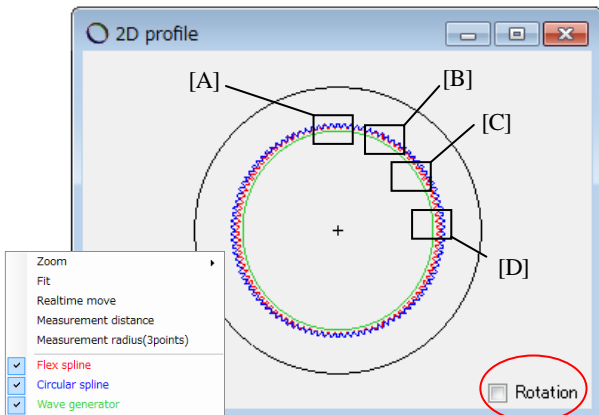 2D profile
[A]
[B]
[C]
[D]
Zoom
Fit
Realtime move
Measurement distance
Measurement radius(3points)
Flex spline
Circular spline
Wave generator
Rotation